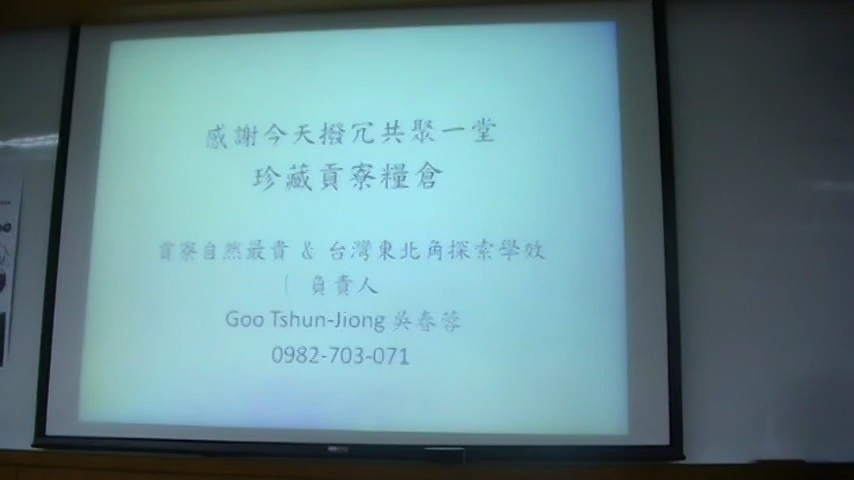 感謝今天撥冗共聚一堂
珍藏貢寮糧倉
貢寮自然最貴 & 台灣東北角探索學效
負責人
Goo Tshun-Jiong 吳春蓉
0982-703-071